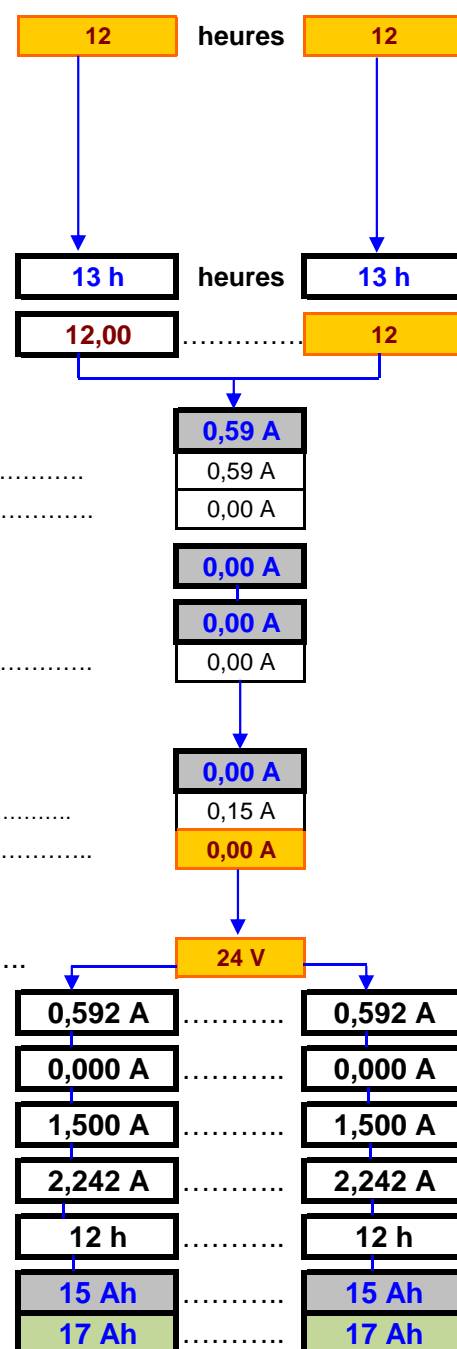 12 heures 12
13 h heures 13 h
12,00 ………….. 12
0,59 A
……….. 0,59 A
…………. 0,00 A
0,00 A
0,00 A
…………. 0,00 A
0,00 A
………. 0,15 A
………….. 0,00 A
… 24 V
0,592 A ……….. 0,592 A
0,000 A ……….. 0,000 A
1,500 A ……….. 1,500 A
2,242 A ……….. 2,242 A
12 h ……….. 12 h
15 Ah ……….. 15 Ah
17 Ah ……….. 17 Ah